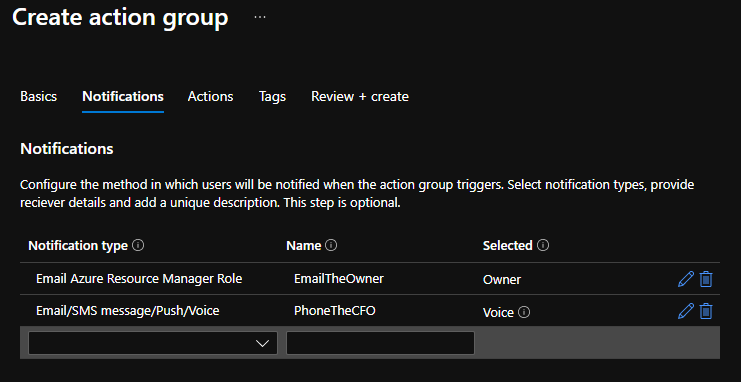 Create action group ...
Basics Notifications Actions Tags Review + create
Notifications
Configure the method in which users will be notified when the action group triggers. Select notification types, provide
reciever details and add a unique description. This step is optional.
Notification type Name Selected
Email Azure Resource Manager Role EmailTheOwner Owner
Email/SMS message/Push/Voice PhoneTheCFO Voice